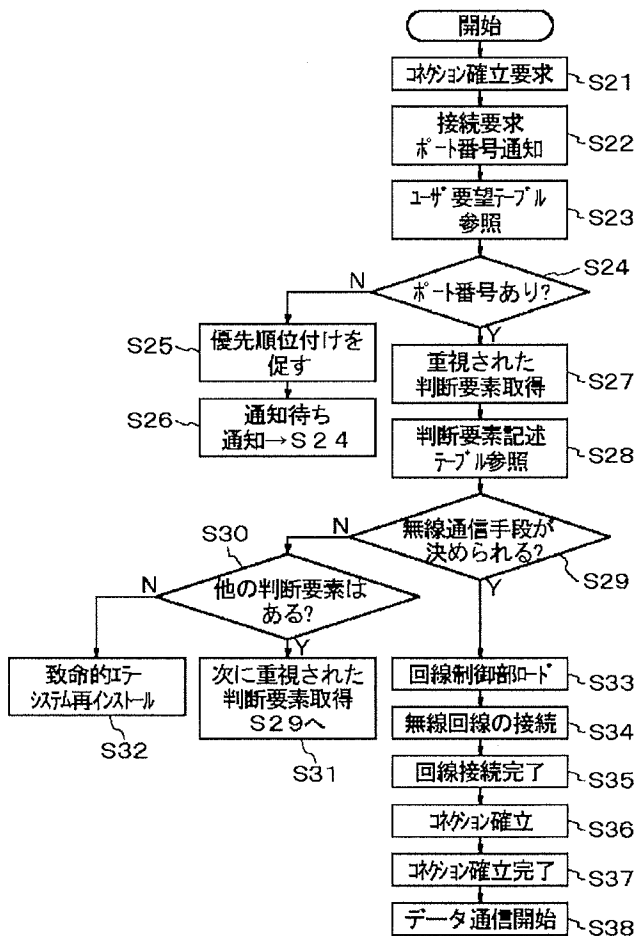 開始
コネクション確立要求
S21
接続要求
ポート番号通知
S22
ユーザ要望テーブル
参照
S23
S24
ポート番号あり?
N
Y
S25
優先順位付けを
促す
S26
通知待ち
通知→S24
重視された
判断要素取得
S27
判断要素記述
テーブル参照
S28
無線通信手段が
決められる?
S29
N
Y
S30
他の判断要素は
ある?
N
Y
致命的エラー
システム再インストール
S32
次に重視された
判断要素取得
S29へ
S31
回線制御部ロード
S33
無線回線の接続
S34
回線接続完了
S35
コネクション確立
S36
コネクション確立完了
S37
データ通信開始
S38